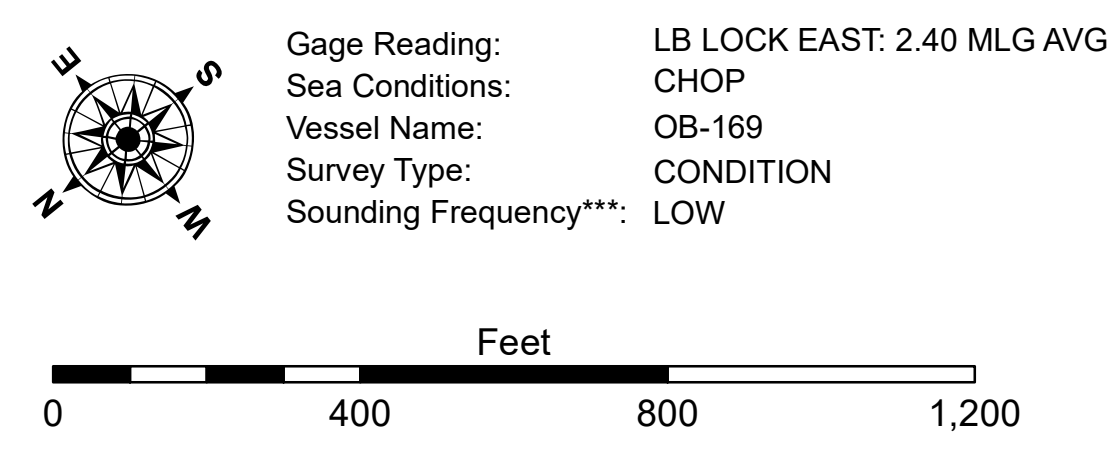 E
S
N
W
Gage Reading: LB LOCK EAST: 2.40 MLG AVG
Sea Conditions: CHOP
Vessel Name: OB-169
Survey Type: CONDITION
Sounding Frequency***: LOW
Feet
0 400 800 1,200